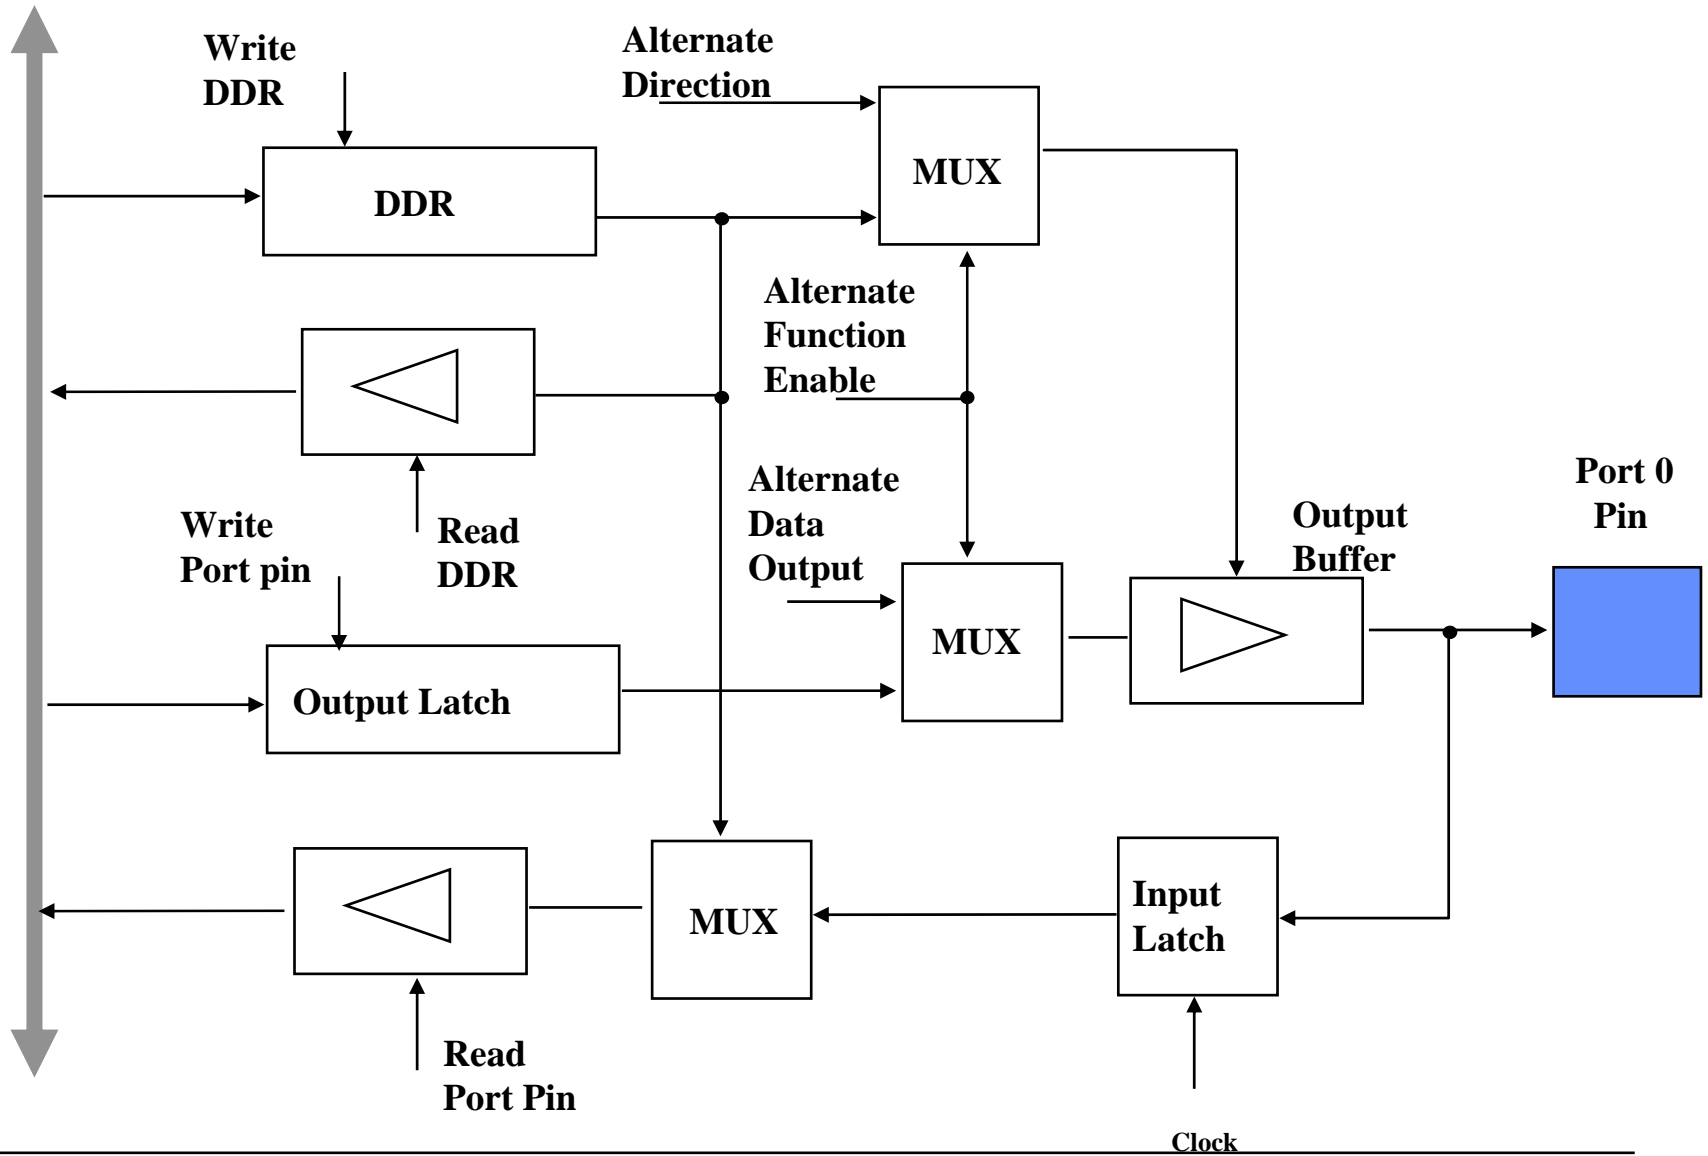 Write
DDR
Alternate
Direction
MUX
DDR
Alternate
Function
Enable
Write
Port pin
Read
DDR
Alternate
Data
Output
Output
Buffer
Port 0
Pin
MUX
Output Latch
MUX
Input
Latch
Read
Port Pin
Clock